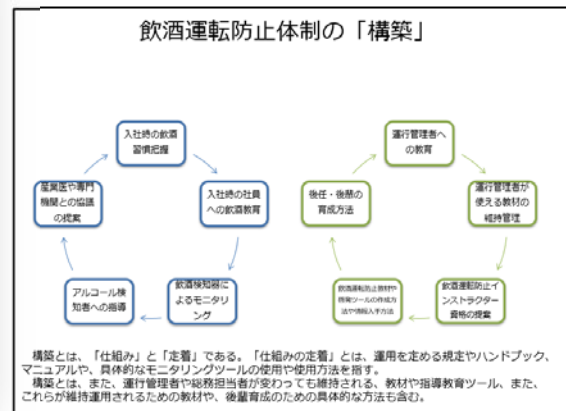 飲酒運転防止体制の「構築」
入社時の飲酒
習慣把握
入社時の社員
への飲酒教育
飲酒検知器に
よるモニタリ
ング
アルコール検
知者への指導
産業医や専門
機関との協議
の提案
運行管理者へ
の教育
運行管理者が
使える教材の
維持管理
飲酒運転防止イ
ンストラクター
資格の提案
飲酒運転防止教材や
啓発ツールの作成方
法や情報入手方法
後任・後輩の
育成方法
構築とは、「仕組み」と「定着」である。「仕組みの定着」とは、運用を定める規定やハンドブック、
マニュアルや、具体的なモニタリングツールの使用や使用方法を指す。
構築とは、また、運行管理者や総務担当者が変わっても維持される、教材や指導教育ツール、また、
これらが維持運用されるための教材や、後輩育成のための具体的な方法も含む。